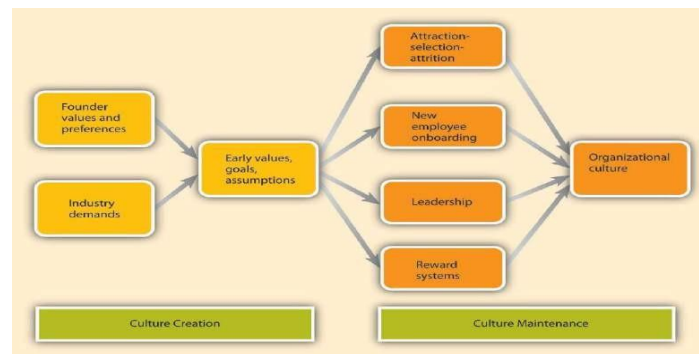 Founder
values and
preferences
Industry
demands
Early values,
goals,
assumptions
Attraction-
selection-
attrition
New
employee
onboarding
Leadership
Reward
systems
Organizational
culture
Culture Creation
Culture Maintenance